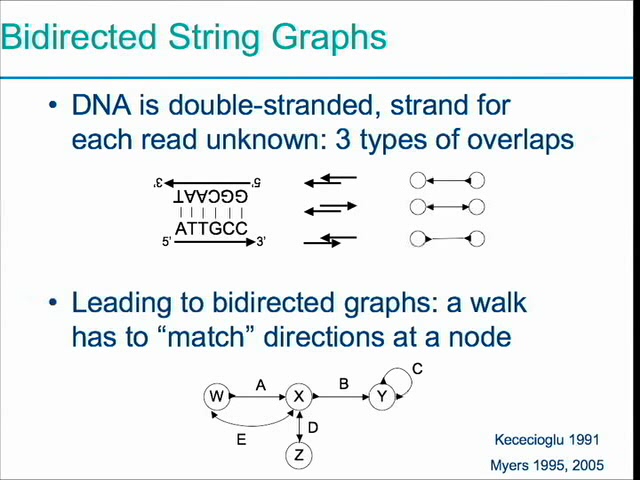 Bidirected String Graphs
• DNA is double-stranded, strand for
each read unknown: 3 types of overlaps
3' 5'
GGCAAT
ATTGCC
5' 3'
• Leading to bidirected graphs: a walk
has to “match” directions at a node
W A X B Y C
E D
Z
Kececioglu 1991
Myers 1995, 2005